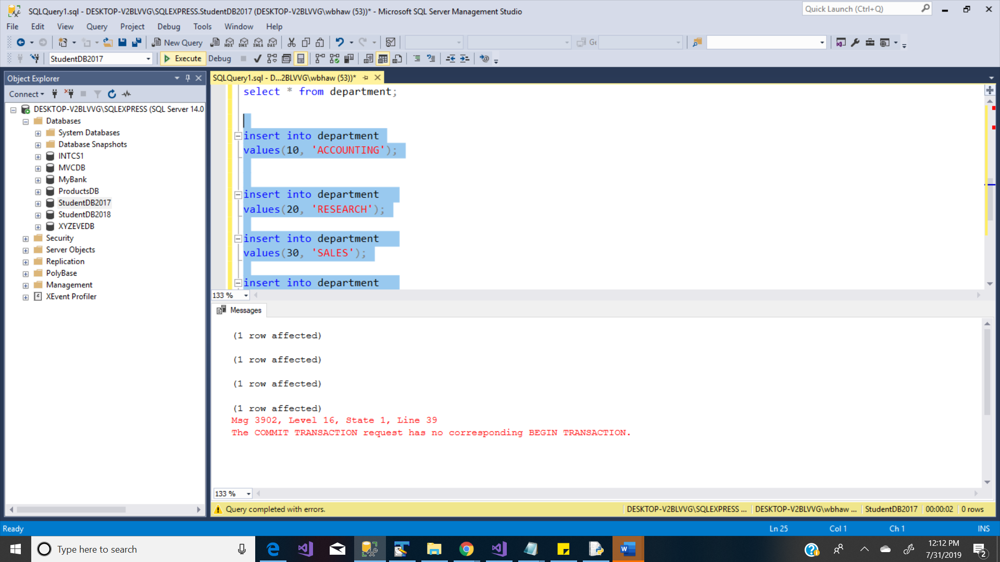 SQLQuery1.sql - DESKTOP-V2BLVVG\SQLEXPRESS.StudentDB2017 (DESKTOP-V2BLVVG\wbhaw (53))* - Microsoft SQL Server Management Studio
Quick Launch (Ctrl+Q)
File Edit View Query Project Debug Tools Window Help
New Query MDX DMX XMLA DAX
StudentDB2017 Execute Debug
Object Explorer
Connect
DESKTOP-V2BLVVG\SQLEXPRESS (SQL Server 14.0
Databases
System Databases
Database Snapshots
INTCS1
MVCDB
MyBank
ProductsDB
StudentDB2017
StudentDB2018
XYZEVEDB
Security
Server Objects
Replication
PolyBase
Management
XEvent Profiler
SQLQuery1.sql - D...2BLVVG\wbhaw (53))*
select * from department;
insert into department
values(10, 'ACCOUNTING');
insert into department
values(20, 'RESEARCH');
insert into department
values(30, 'SALES');
insert into department
133 %
Messages
(1 row affected)
(1 row affected)
(1 row affected)
(1 row affected)
Msg 3902, Level 16, State 1, Line 39
The COMMIT TRANSACTION request has no corresponding BEGIN TRANSACTION.
133 %
Query completed with errors. DESKTOP-V2BLVVG\SQLEXPRESS ... DESKTOP-V2BLVVG\wbhaw ... StudentDB2017 00:00:02 0 rows
Ready Ln 25 Col 1 Ch 1 INS
Type here to search
12:12 PM
7/31/2019
2